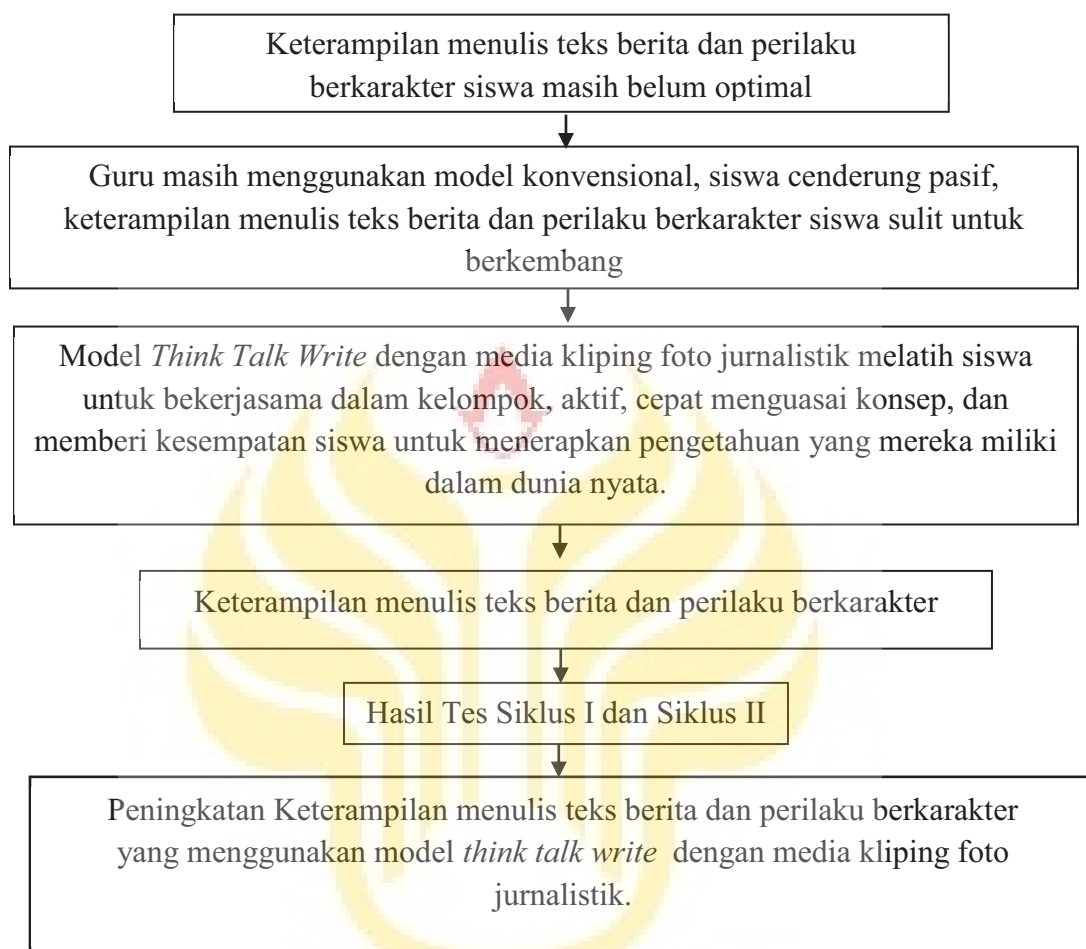 Keterampilan menulis teks berita dan perilaku
berkarakter siswa masih belum optimal
Guru masih menggunakan model konvensional, siswa cenderung pasif,
keterampilan menulis teks berita dan perilaku berkarakter siswa sulit untuk
berkembang
Model Think Talk Write dengan media kliping foto jurnalistik melatih siswa
untuk bekerjasama dalam kelompok, aktif, cepat menguasai konsep, dan
memberi kesempatan siswa untuk menerapkan pengetahuan yang mereka miliki
dalam dunia nyata.
Keterampilan menulis teks berita dan perilaku berkarakter
Hasil Tes Siklus I dan Siklus II
Peningkatan Keterampilan menulis teks berita dan perilaku berkarakter
yang menggunakan model think talk write dengan media kliping foto
jurnalistik.